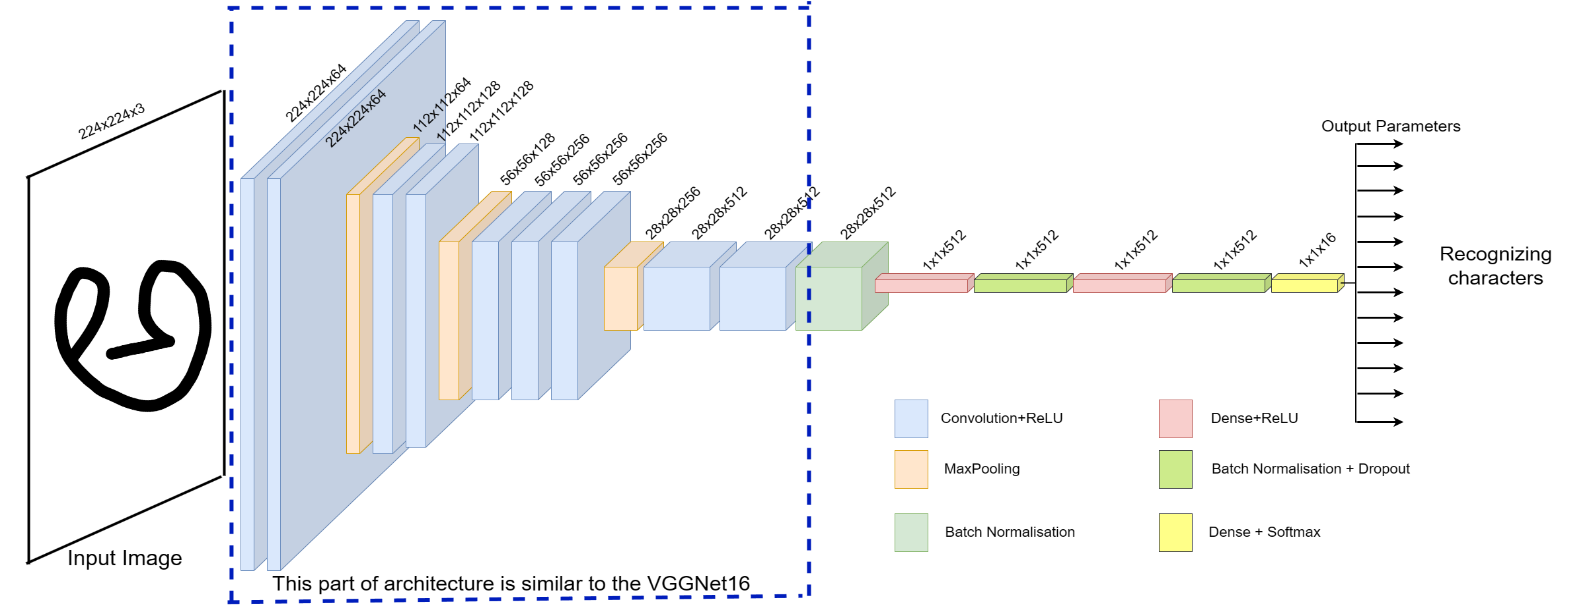 224x224x3
224x224x64
224x224x64
112x112x64
112x112x128
112x112x128
56x56x128
56x56x256
56x56x256
56x56x256
28x28x256
28x28x512
28x28x512
28x28x512
1x1x512
1x1x512
1x1x512
1x1x512
1x1x16
Output Parameters
Recognizing
characters
Convolution+ReLU
Dense+ReLU
MaxPooling
Batch Normalisation + Dropout
Batch Normalisation
Dense + Softmax
Input Image
This part of architecture is similar to the VGGNet16